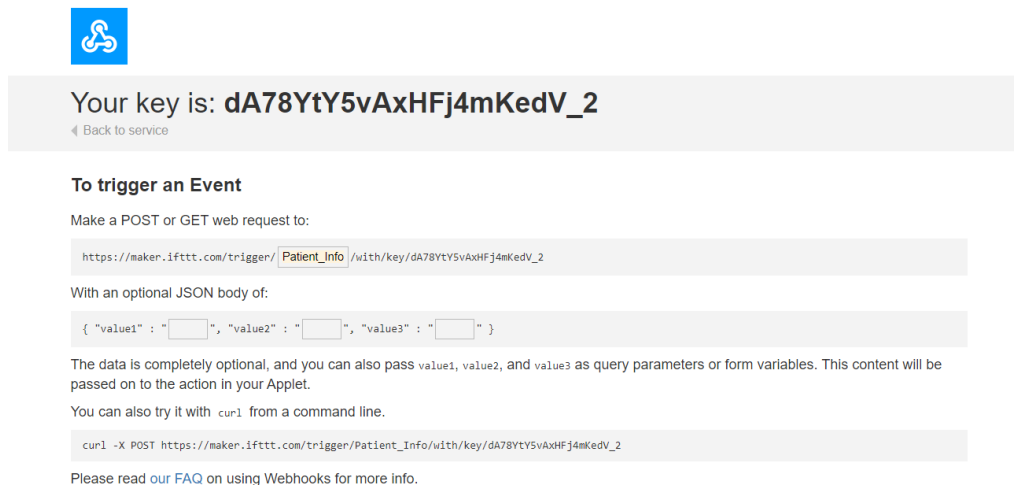 Your key is: dA78YtY5vAxHFj4mKedV_2
Back to service
To trigger an Event
Make a POST or GET web request to:
https://maker.ifttt.com/trigger/ Patient_Info /with/key/dA78YtY5vAxHFj4mKedV_2
With an optional JSON body of:
{ "value1" : " ", "value2" : " ", "value3" : " " }
The data is completely optional, and you can also pass value1, value2, and value3 as query parameters or form variables. This content will be
passed on to the action in your Applet.
You can also try it with curl from a command line.
curl -X POST https://maker.ifttt.com/trigger/Patient_Info/with/key/dA78YtY5vAxHFj4mKedV_2
Please read our FAQ on using Webhooks for more info.